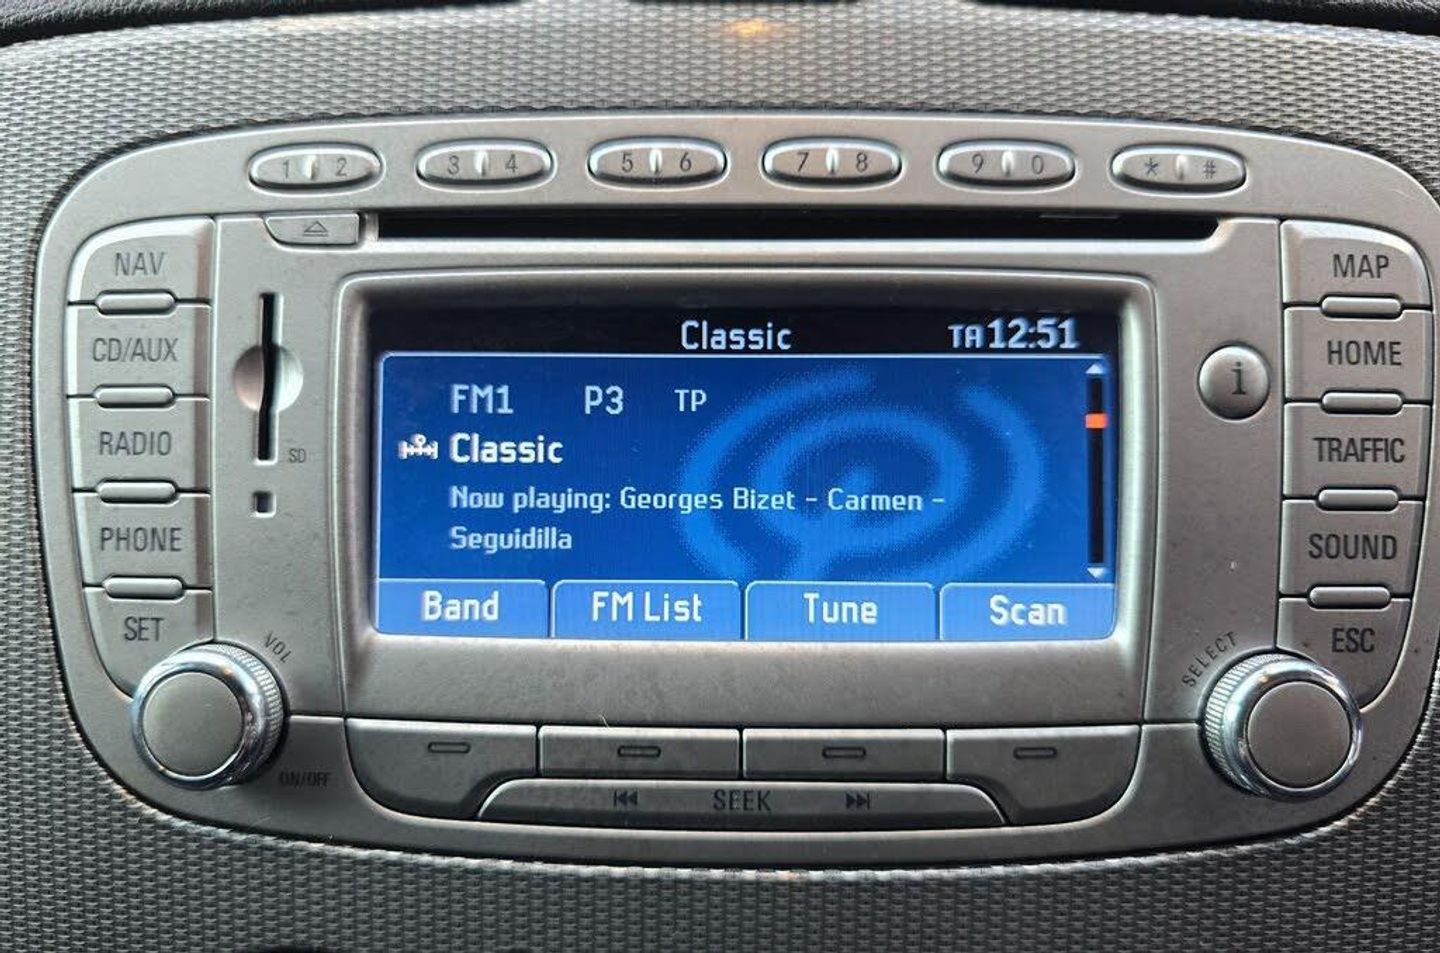 1 2 3 4 5 6 7 8 9 0 * #
NAV
CD/AUX
RADIO
PHONE
SET
VOL
ON/OFF
SD
Classic TA 12:51
FM1 P3 TP
Classic
Now playing: Georges Bizet - Carmen -
Seguidilla
Band FM List Tune Scan
SEEK
i
MAP
HOME
TRAFFIC
SOUND
ESC
SELECT